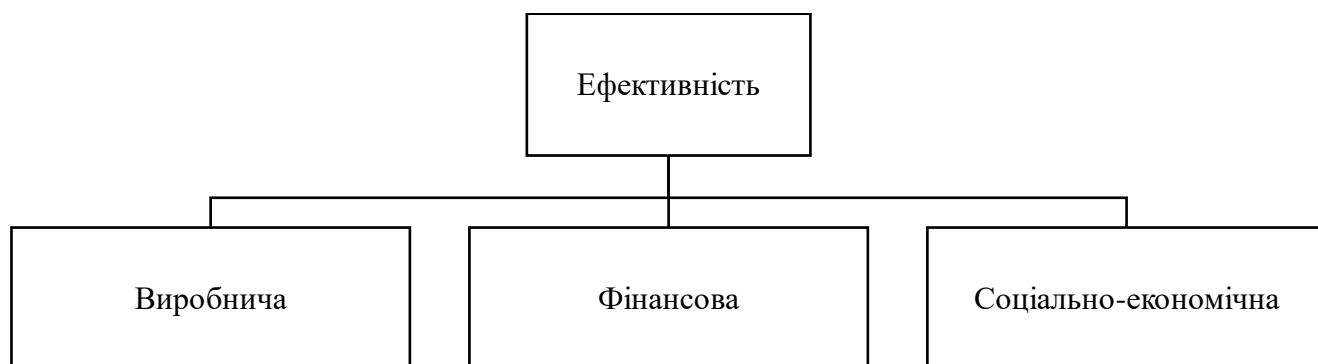 Ефективність
Виробнича
Фінансова
Соціально-економічна